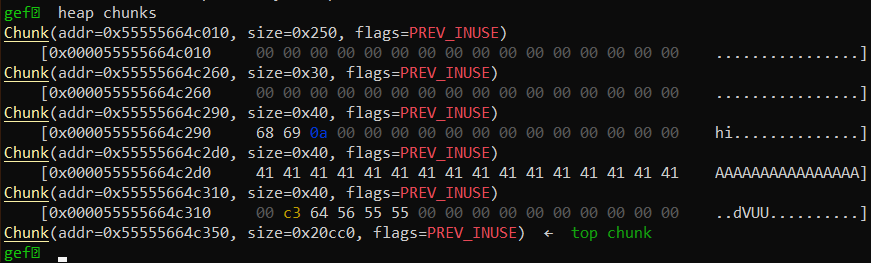 gef➤  heap chunks
Chunk(addr=0x55555664c010, size=0x250, flags=PREV_INUSE)
    [0x000055555664c010     00 00 00 00 00 00 00 00 00 00 00 00 00 00 00 00    ................]
Chunk(addr=0x55555664c260, size=0x30, flags=PREV_INUSE)
    [0x000055555664c260     00 00 00 00 00 00 00 00 00 00 00 00 00 00 00 00    ................]
Chunk(addr=0x55555664c290, size=0x40, flags=PREV_INUSE)
    [0x000055555664c290     68 69 0a 00 00 00 00 00 00 00 00 00 00 00 00 00    hi..............]
Chunk(addr=0x55555664c2d0, size=0x40, flags=PREV_INUSE)
    [0x000055555664c2d0     41 41 41 41 41 41 41 41 41 41 41 41 41 41 41 41    AAAAAAAAAAAAAAAA]
Chunk(addr=0x55555664c310, size=0x40, flags=PREV_INUSE)
    [0x000055555664c310     00 c3 64 56 55 55 00 00 00 00 00 00 00 00 00 00    ..dVUU..........]
Chunk(addr=0x55555664c350, size=0x20cc0, flags=PREV_INUSE)  ←  top chunk
gef➤